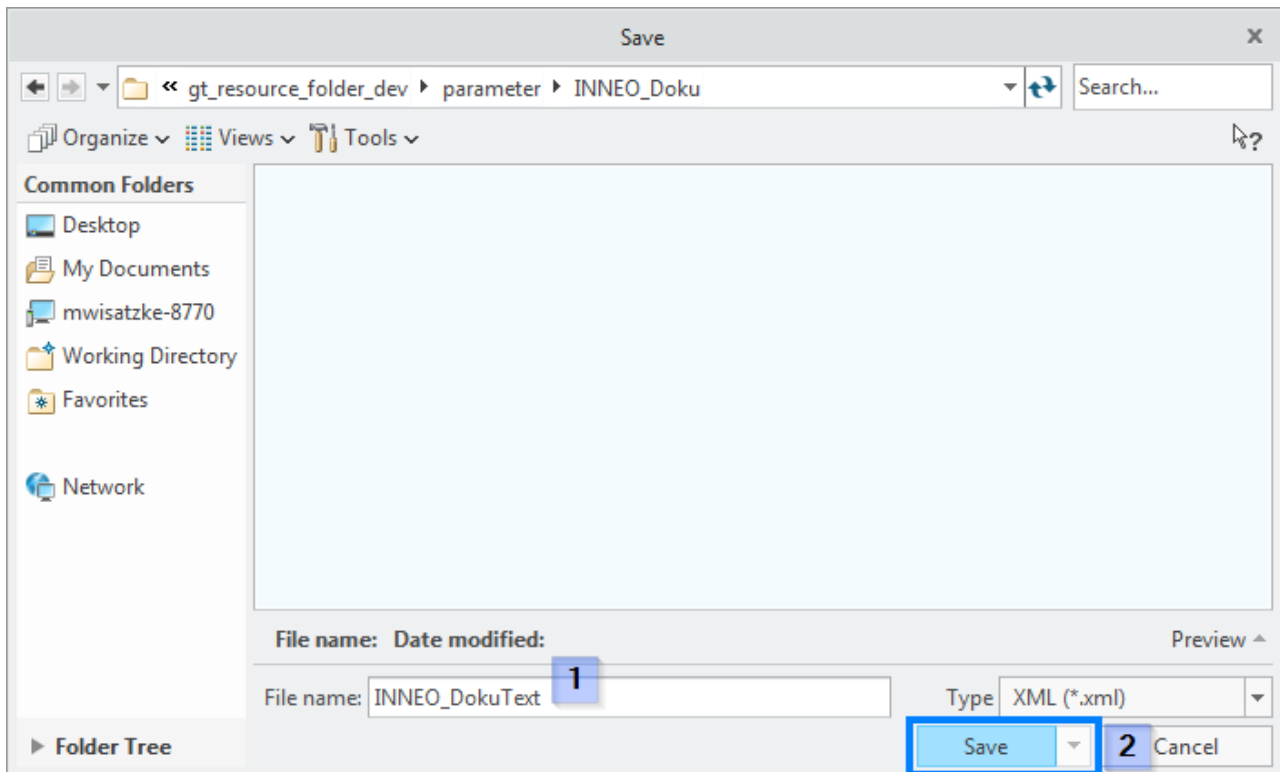 Save
« gt_resource_folder_dev parameter INNEO_Doku Search...
Organize Views Tools ?
Common Folders
Desktop
My Documents
mwisatzke-8770
Working Directory
Favorites
Network
File name: Date modified: Preview
1
File name: INNEO_DokuText Type XML (*.xml)
Folder Tree Save 2 Cancel